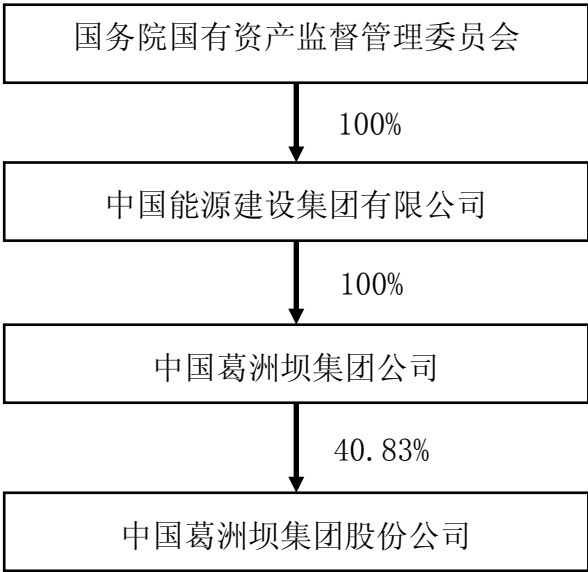 国务院国有资产监督管理委员会
100%
中国能源建设集团有限公司
100%
中国葛洲坝集团公司
40.83%
中国葛洲坝集团股份公司